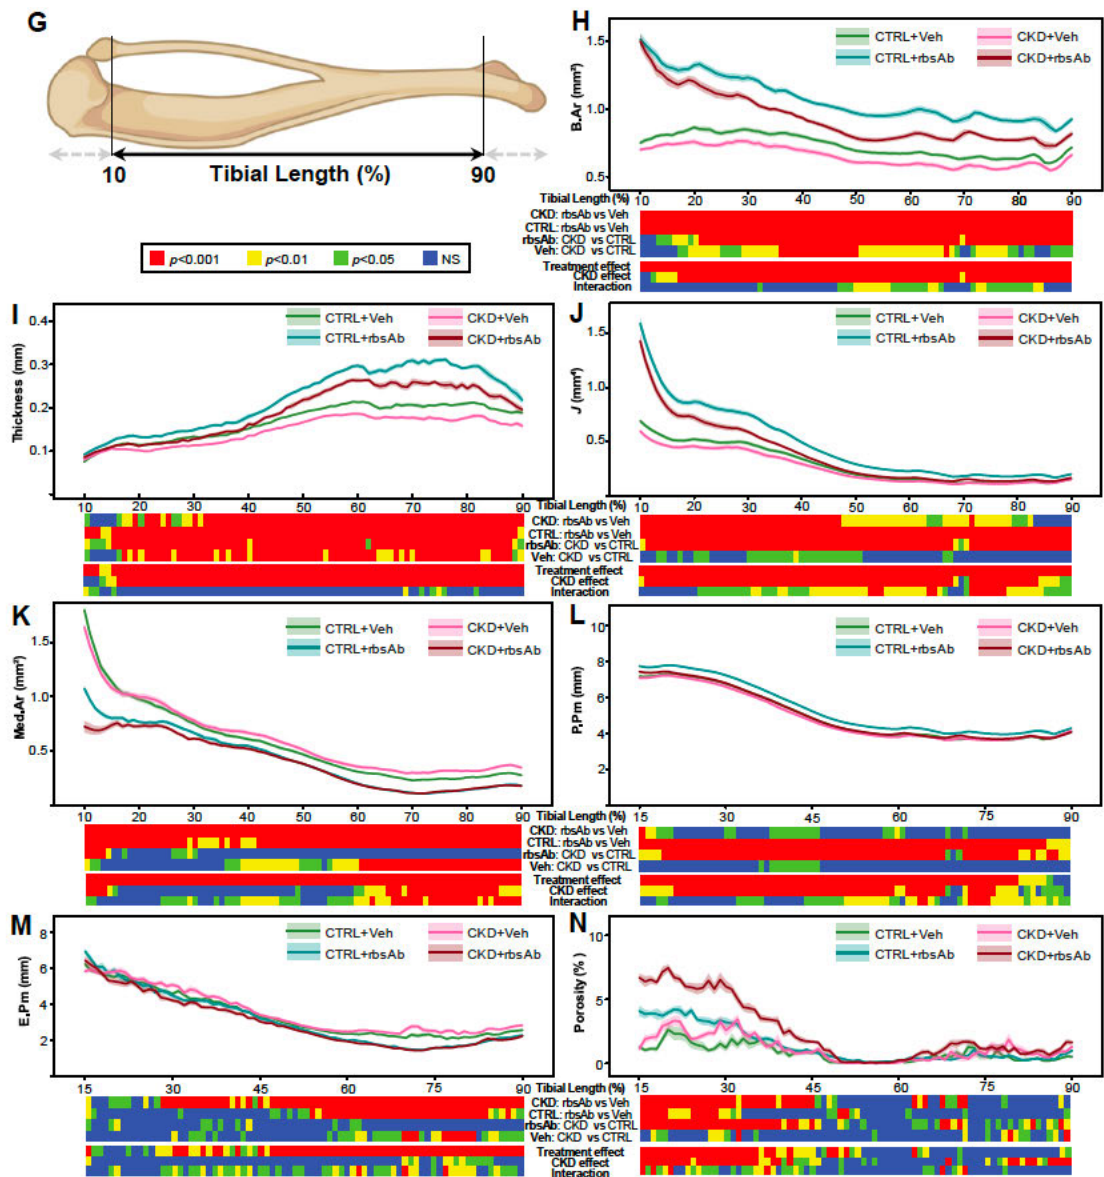 G
10
Tibial Length (%)
90
p<0.001
p<0.01
p<0.05
NS
H
CTRL+Veh
CKD+Veh
CTRL+rbsAb
CKD+rbsAb
B.Ar (mm²)
1.5
1.0
0.5
Tibial Length (%)
10 20 30 40 50 60 70 80 90
CKD: rbsAb vs Veh
CTRL: rbsAb vs Veh
rbsAb: CKD vs CTRL
Veh: CKD vs CTRL
Treatment effect
CKD effect
Interaction
I
CTRL+Veh
CKD+Veh
CTRL+rbsAb
CKD+rbsAb
Thickness (mm)
0.4
0.3
0.2
0.1
10 20 30 40 50 60 70 80 90
J
CTRL+Veh
CKD+Veh
CTRL+rbsAb
CKD+rbsAb
J (mm⁴)
1.5
1.0
0.5
10 20 30 40 50 60 70 80 90
Tibial Length (%)
CKD: rbsAb vs Veh
CTRL: rbsAb vs Veh
rbsAb: CKD vs CTRL
Veh: CKD vs CTRL
Treatment effect
CKD effect
Interaction
K
CTRL+Veh
CKD+Veh
CTRL+rbsAb
CKD+rbsAb
Med.Ar (mm²)
1.5
1.0
0.5
10 20 30 40 50 60 70 80 90
L
CTRL+Veh
CKD+Veh
CTRL+rbsAb
CKD+rbsAb
P.Pm (mm)
10
8
6
4
2
15 30 45 60 75 90
Tibial Length (%)
CKD: rbsAb vs Veh
CTRL: rbsAb vs Veh
rbsAb: CKD vs CTRL
Veh: CKD vs CTRL
Treatment effect
CKD effect
Interaction
M
CTRL+Veh
CKD+Veh
CTRL+rbsAb
CKD+rbsAb
E.Pm (mm)
8
6
4
2
15 30 45 60 75 90
N
CTRL+Veh
CKD+Veh
CTRL+rbsAb
CKD+rbsAb
Porosity (%)
10
5
0
15 30 45 60 75 90
Tibial Length (%)
CKD: rbsAb vs Veh
CTRL: rbsAb vs Veh
rbsAb: CKD vs CTRL
Veh: CKD vs CTRL
Treatment effect
CKD effect
Interaction